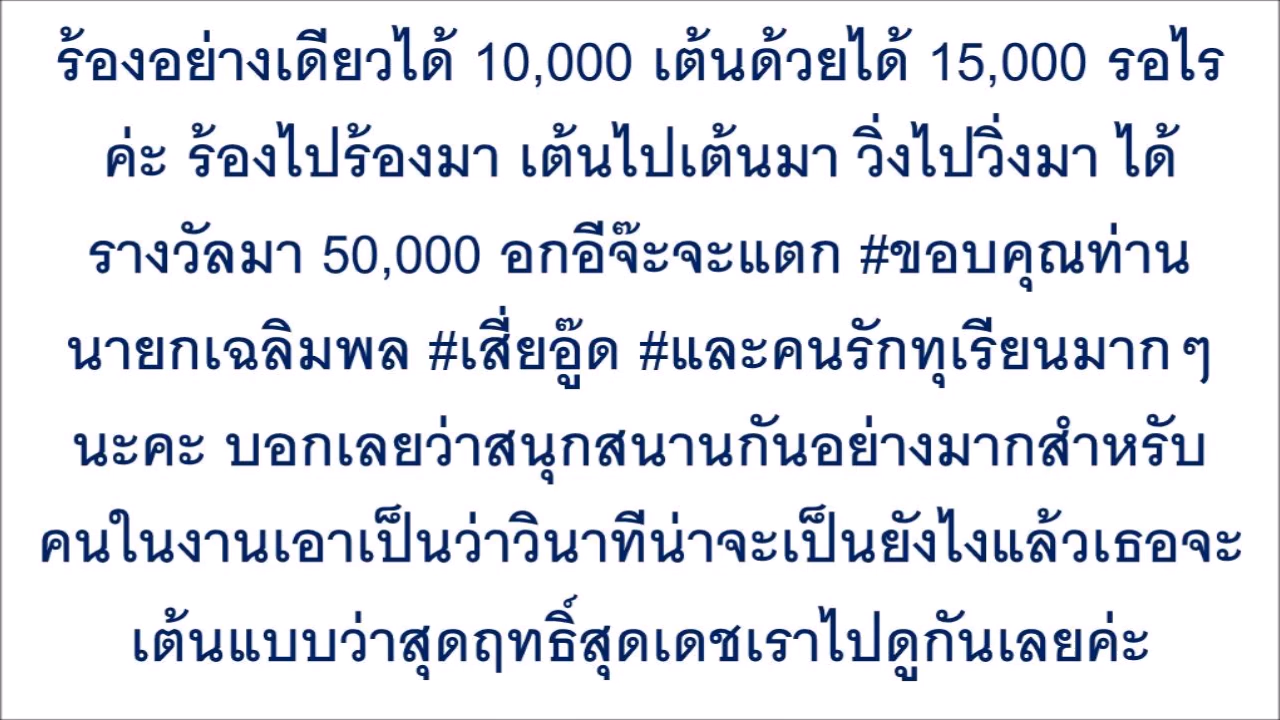 ร้องอย่างเดียวได้ 10,000 เต้นด้วยได้ 15,000 รอไร
ค่ะ ร้องไปร้องมา เต้นไปเต้นมา วิ่งไปวิ่งมา ได้
รางวัลมา 50,000 อกอีจ๊ะจะแตก #ขอบคุณท่าน
นายกเฉลิมพล #เสี่ยอู๊ด #และคนรักทุเรียนมากๆ
นะคะ บอกเลยว่าสนุกสนานกันอย่างมากสำหรับ
คนในงานเอาเป็นว่าวินาทีน่าจะเป็นยังไงแล้วเธอจะ
เต้นแบบว่าสุดฤทธิ์สุดเดชเราไปดูกันเลยค่ะ